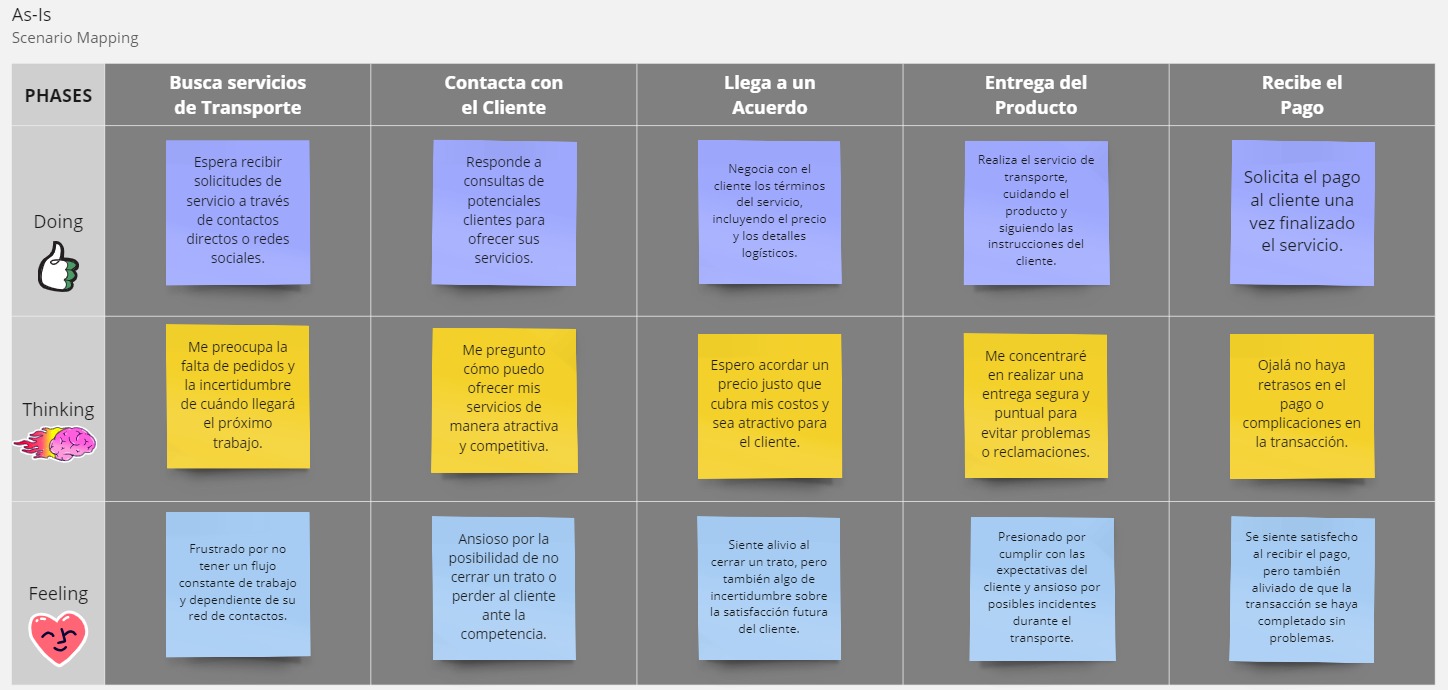 As-Is
Scenario Mapping
PHASES
Busca servicios
de Transporte
Contacta con
el Cliente
Llega a un
Acuerdo
Entrega del
Producto
Recibe el
Pago
Doing
Espera recibir
solicitudes de
servicio a través
de contactos
directos o redes
sociales.
Responde a
consultas de
potenciales
clientes para
ofrecer sus
servicios.
Negocia con el
cliente los términos
del servicio,
incluyendo el precio
y los detalles
logísticos.
Realiza el servicio de
transporte,
cuidando el
producto y
siguiendo las
instrucciones del
cliente.
Solicita el pago
al cliente una
vez finalizado
el servicio.
Thinking
Me preocupa la
falta de pedidos y
la incertidumbre
de cuándo llegará
el próximo
trabajo.
Me pregunto
cómo puedo
ofrecer mis
servicios de
manera atractiva
y competitiva.
Espero acordar un
precio justo que
cubra mis costos y
sea atractivo para
el cliente.
Me concentraré
en realizar una
entrega segura y
puntual para
evitar problemas
o reclamaciones.
Ojalá no haya
retrasos en el
pago o
complicaciones en
la transacción.
Feeling
Frustrado por no
tener un flujo
constante de trabajo
y dependiente de su
red de contactos.
Ansioso por la
posibilidad de no
cerrar un trato o
perder al cliente
ante la
competencia.
Siente alivio al
cerrar un trato, pero
también algo de
incertidumbre sobre
la satisfacción futura
del cliente.
Presionado por
cumplir con las
expectativas del
cliente y ansioso por
posibles incidentes
durante el
transporte.
Se siente satisfecho
al recibir el pago,
pero también
aliviado de que la
transacción se haya
completado sin
problemas.